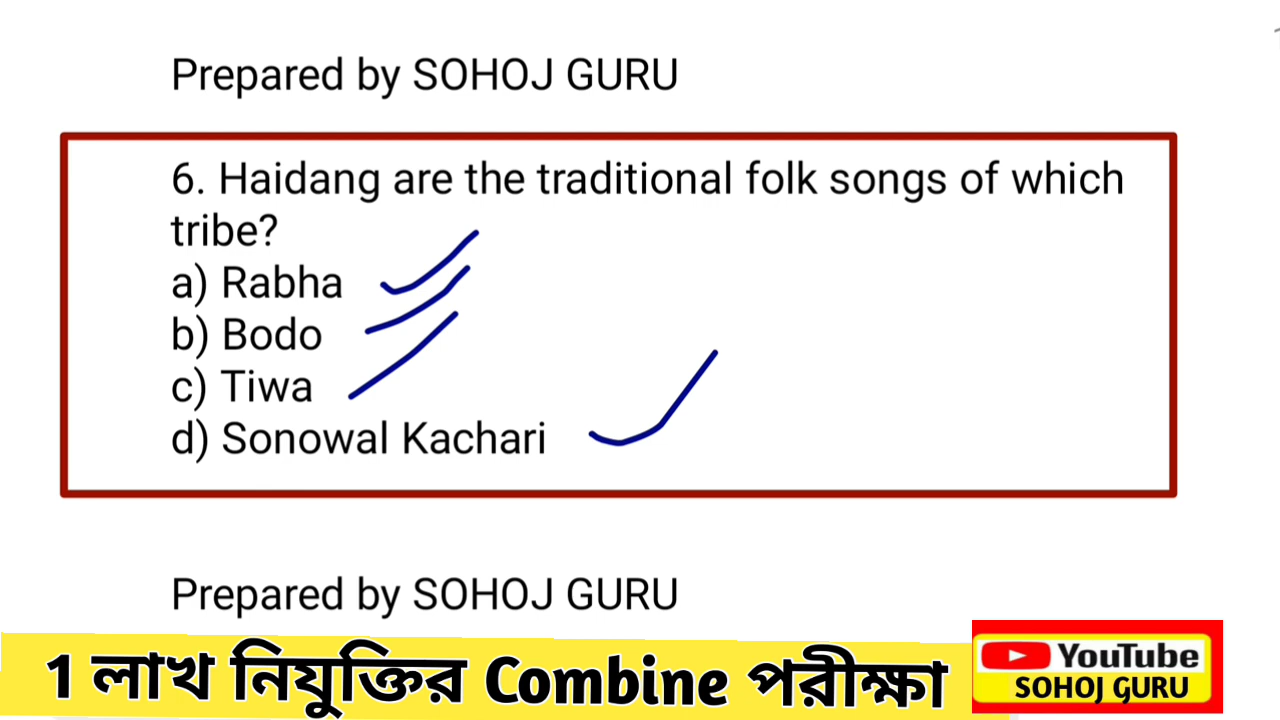 Prepared by SOHOJ GURU
6. Haidang are the traditional folk songs of which
tribe?
a) Rabha
b) Bodo
c) Tiwa
d) Sonowal Kachari
Prepared by SOHOJ GURU
1 লাখ নিযুক্তিৰ Combine পৰীক্ষা
YouTube
SOHOJ GURU